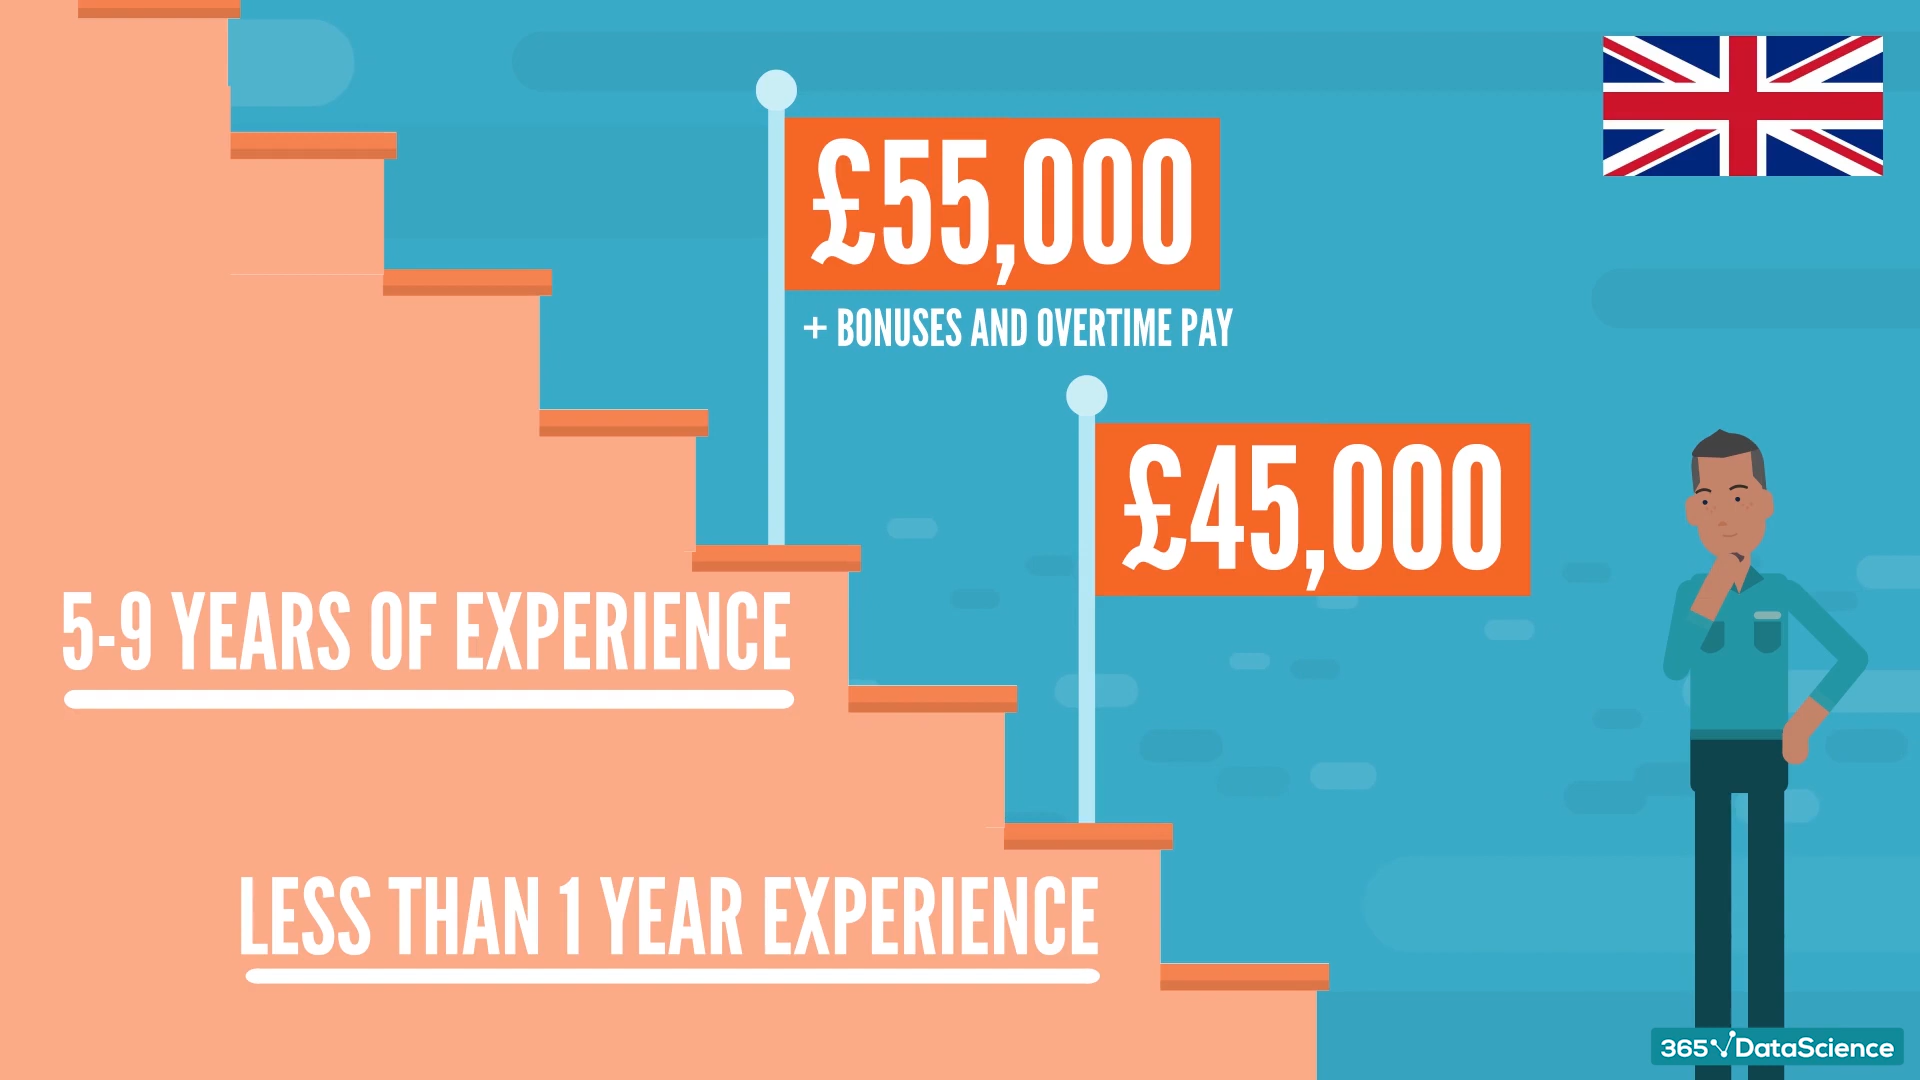 £55,000
+ BONUSES AND OVERTIME PAY
£45,000
5-9 YEARS OF EXPERIENCE
LESS THAN 1 YEAR EXPERIENCE
365 DataScience